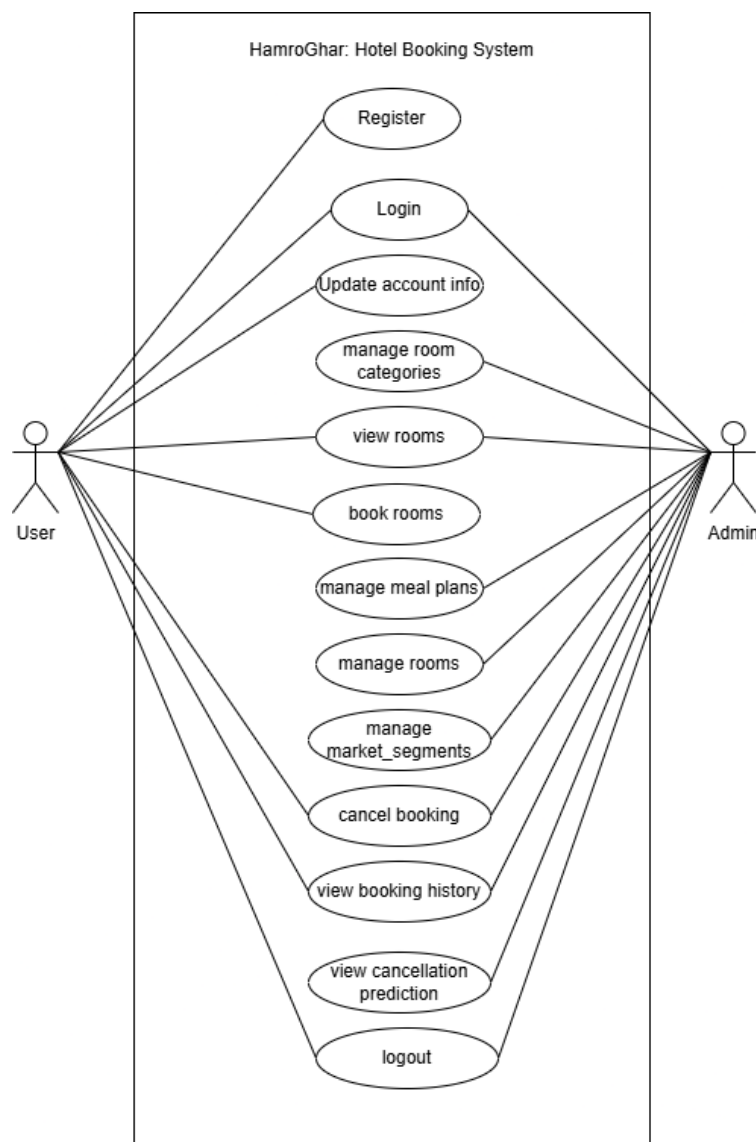 HamroGhar: Hotel Booking System
Register
Login
Update account info
manage room
categories
view rooms
book rooms
User
Admin
manage meal plans
manage rooms
manage
market_segments
cancel booking
view booking history
view cancellation
prediction
logout